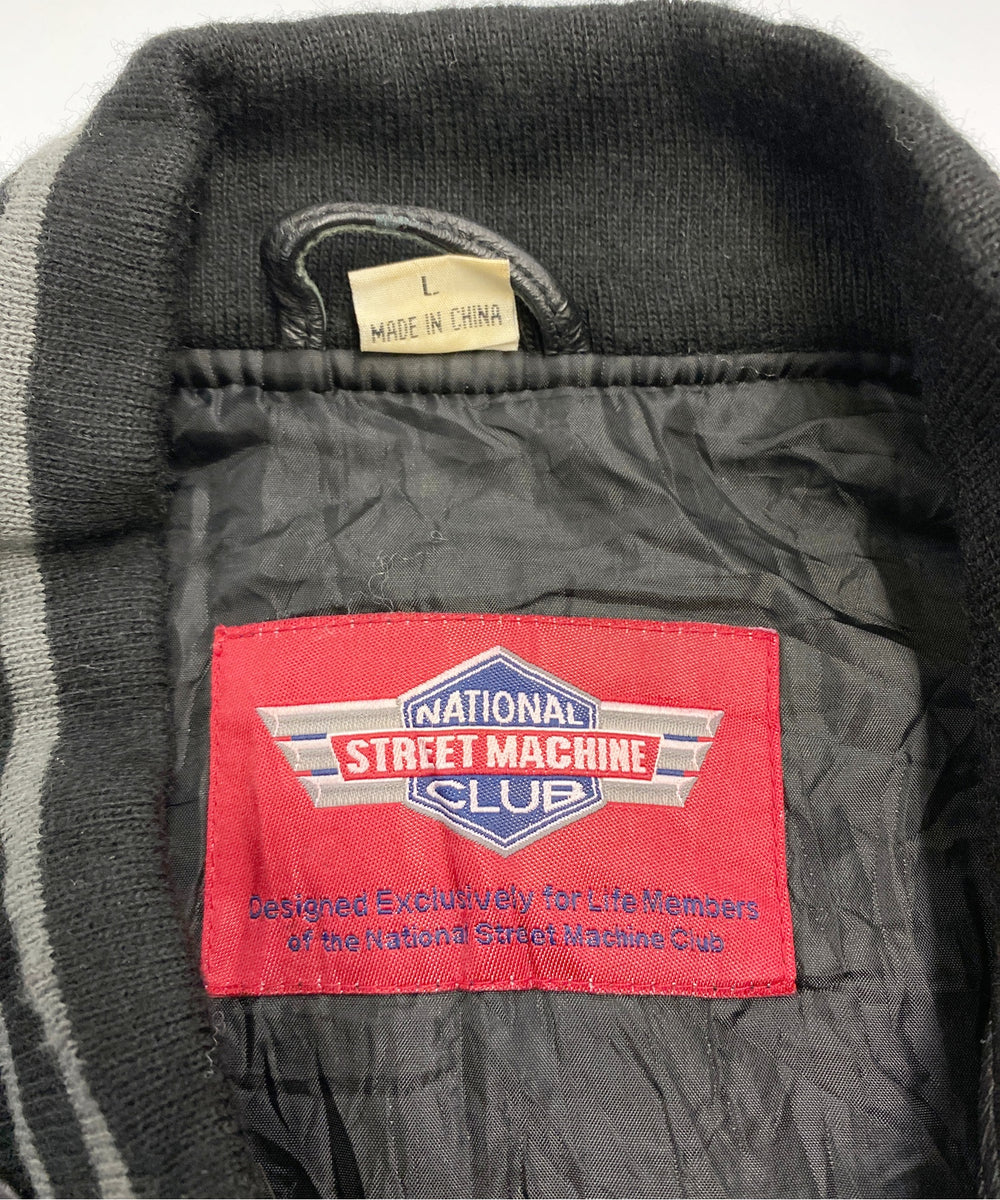 L
MADE IN CHINA
NATIONAL
STREET MACHINE
CLUB
Designed Exclusively for Life Members
of the National Street Machine Club